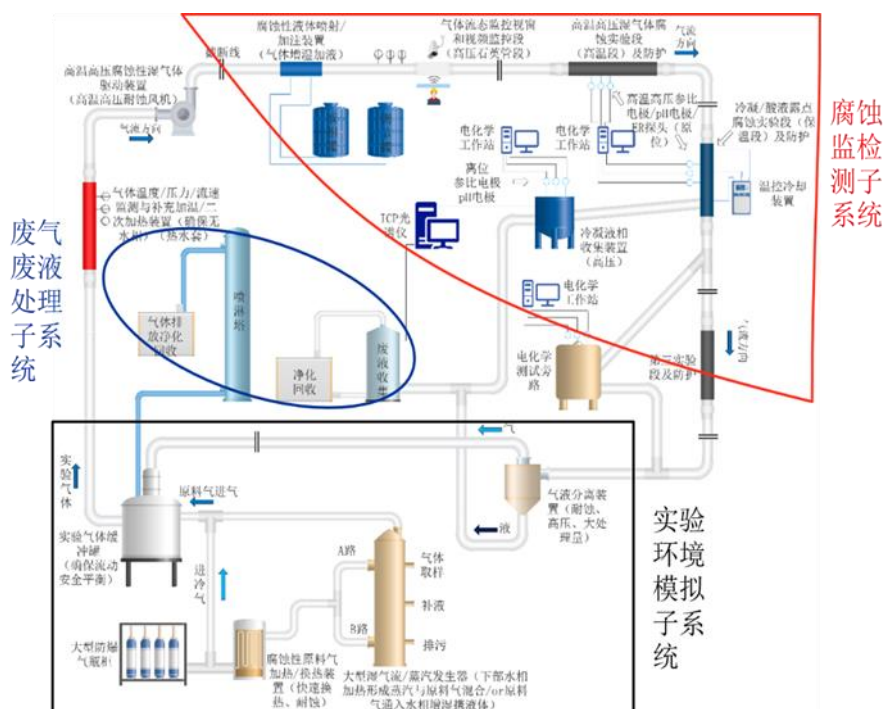 腐蚀性液体喷射/
加注装置
(气体增湿加液)
气体流态监控视窗
和视频监控段
(高压石英管段)
高温高压湿气体腐
蚀实验段
(高温段)及防护
气流
方向
高温高压腐蚀性湿气体
驱动装置
(高温高压耐蚀风机)
气流方向
高温高压参比
电极/pH电极/
ER探头(原
位)
冷凝/酸液露点
腐蚀实验段(保
温段)及防护
腐蚀
监检
测子
系统
电化学
工作站
电化学
工作站
离位
参比电极
pH电极
温控冷却
装置
气体温度/压力/流速
监测与补充加温/二
次加热装置(确保无
水相)(热水套)
ICP光
谱仪
冷凝液相
收集装置
(高压)
废气
废液
处理
子系
统
喷淋塔
气体排
放净化
回收
净化
回收
废液收集
电化学
工作站
电化学
测试旁
路
第二实验
段及防护
气流方向
气
实验气体
原料气进气
气液分离装
置(耐蚀、
高压、大处
理量)
液
实验
环境
模拟
子系
统
实验气体缓
冲罐
(确保流动
安全平衡)
进冷气
A路
B路
气体
取样
补液
排污
大型防爆
气瓶柜
腐蚀性原料气
加热/换热装
置(快速换
热、耐蚀)
大型湿气流/蒸汽发生器(下部水相
加热形成蒸汽与原料气混合/or原料
气通入水相增湿携液体)